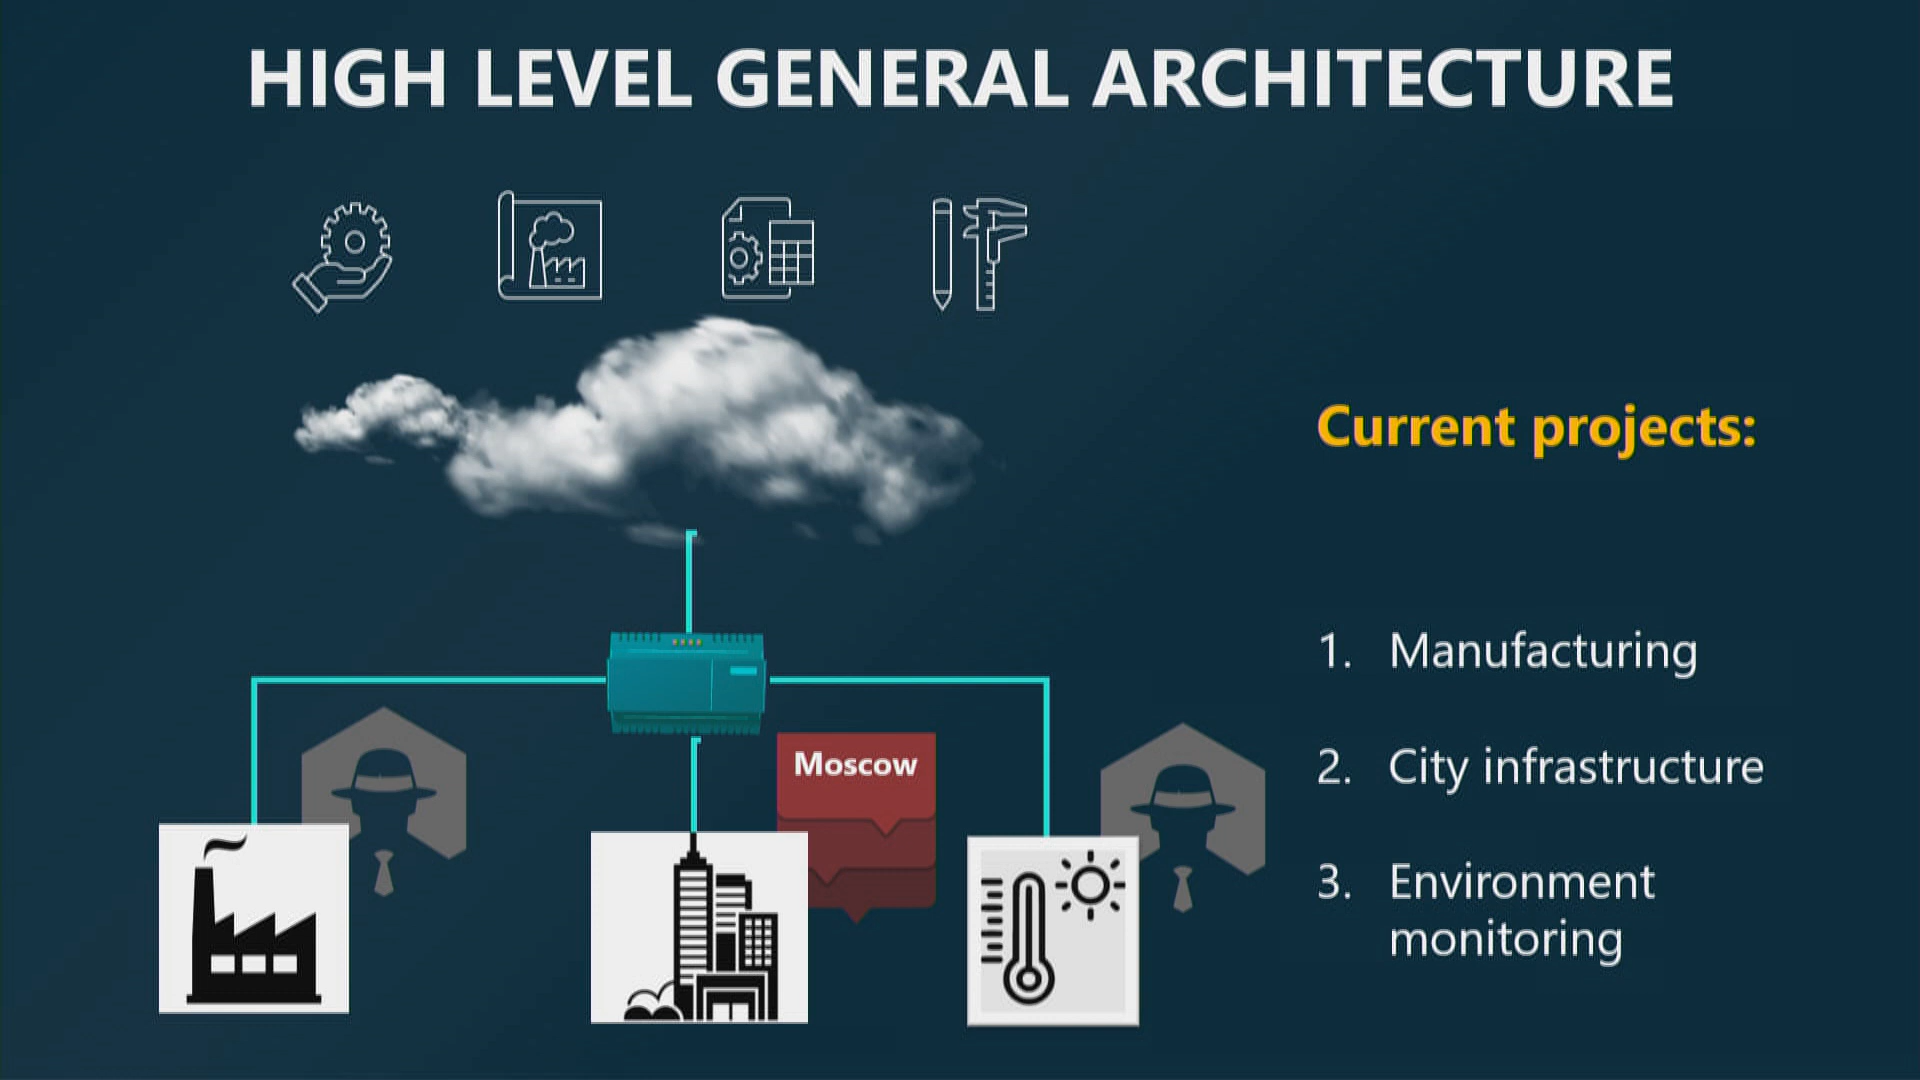 HIGH LEVEL GENERAL ARCHITECTURE
Current projects:
Moscow
1. Manufacturing
2. City infrastructure
3. Environment
monitoring